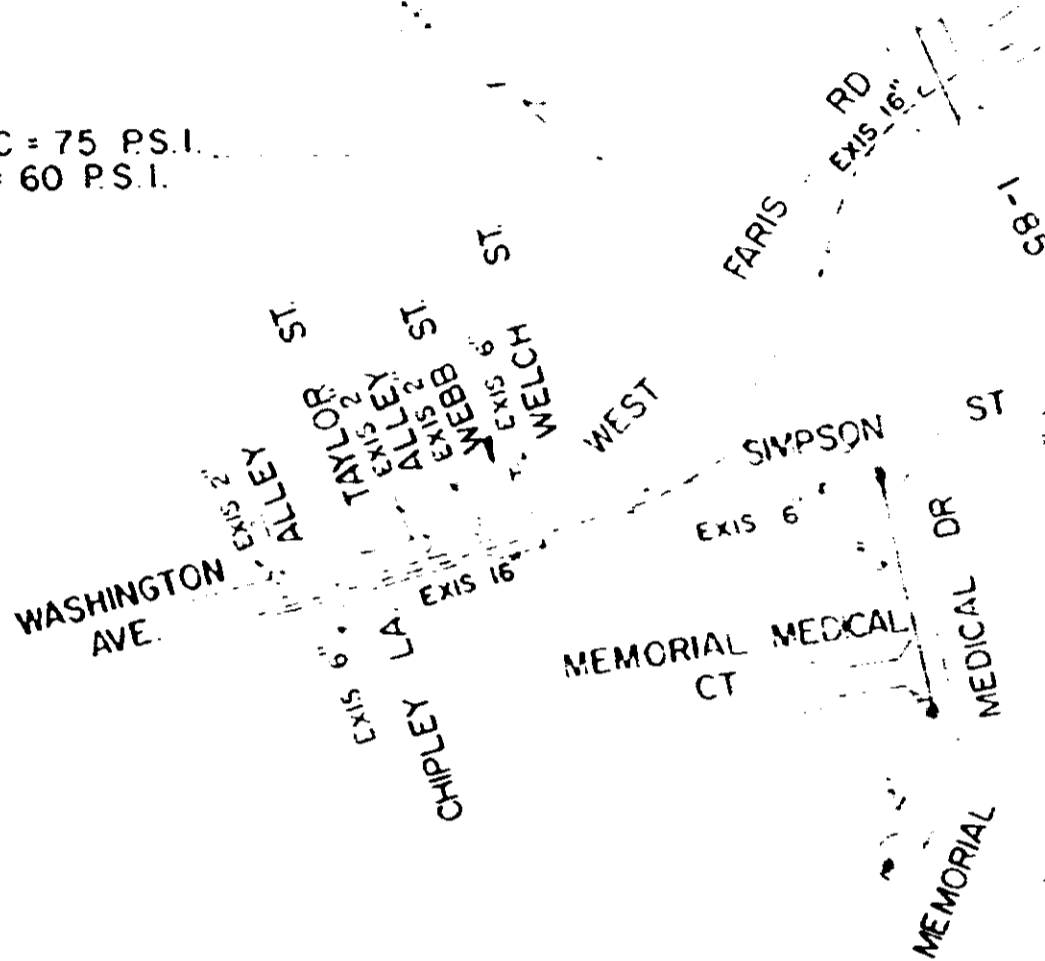 C = 75 P.S.I.
= 60 P.S.I.
FARIS RD
EXIS 16"
I-85
ST.
ST.
ST.
EXIS 2"
ALLEY
TAYLOR
EXIS 2"
ALLEY
EXIS 2"
WEBB
EXIS 6"
WELCH
WEST
SIMPSON ST
EXIS 6"
WASHINGTON
AVE.
EXIS 16"
EXIS 6"
CHIPLEY LA.
MEMORIAL MEDICAL
CT
MEMORIAL MEDICAL DR